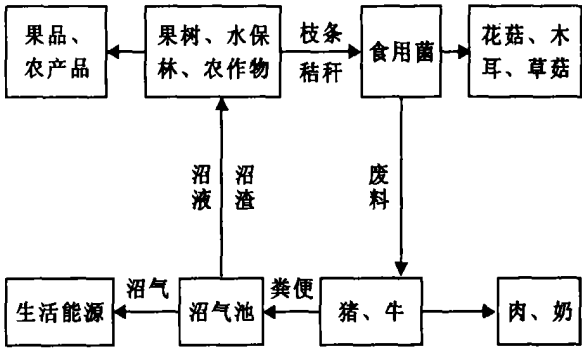 果品、
农产品
果树、水保
林、农作物
枝条
秸秆
食用菌
花菇、木
耳、草菇
沼液
沼渣
废料
生活能源
沼气
沼气池
粪便
猪、牛
肉、奶